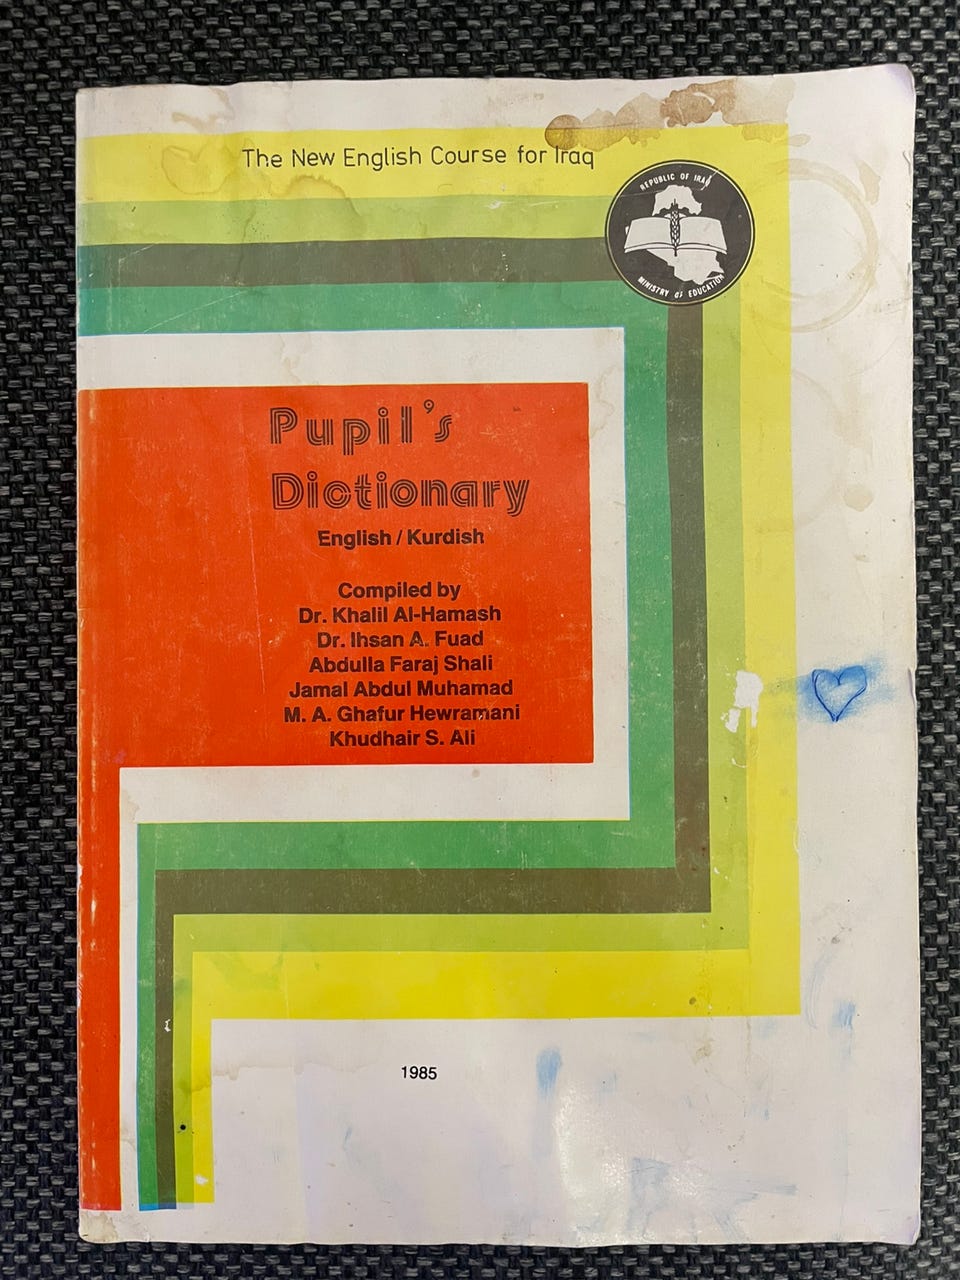 The New English Course for Iraq
REPUBLIC OF IRAQ
MINISTRY OF EDUCATION
Pupil's
Dictionary
English / Kurdish
Compiled by
Dr. Khalil Al-Hamash
Dr. Ihsan A. Fuad
Abdulla Faraj Shali
Jamal Abdul Muhamad
M. A. Ghafur Hewramani
Khudhair S. Ali
1985